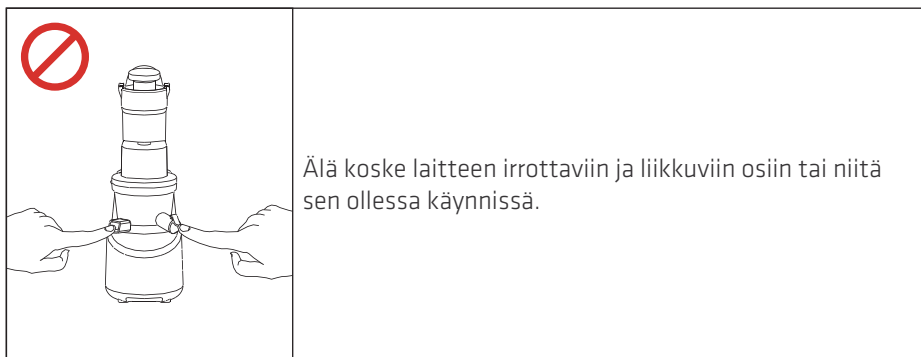 Älä koske laitteen irrottaviin ja liikkuviin osiin tai niitä
sen ollessa käynnissä.